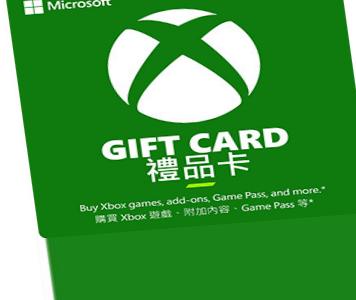 Microsoft
GIFT CARD
禮品卡
Buy Xbox games, add-ons, Game Pass, and more.*
購買 Xbox 遊戲、附加內容、Game Pass 等*